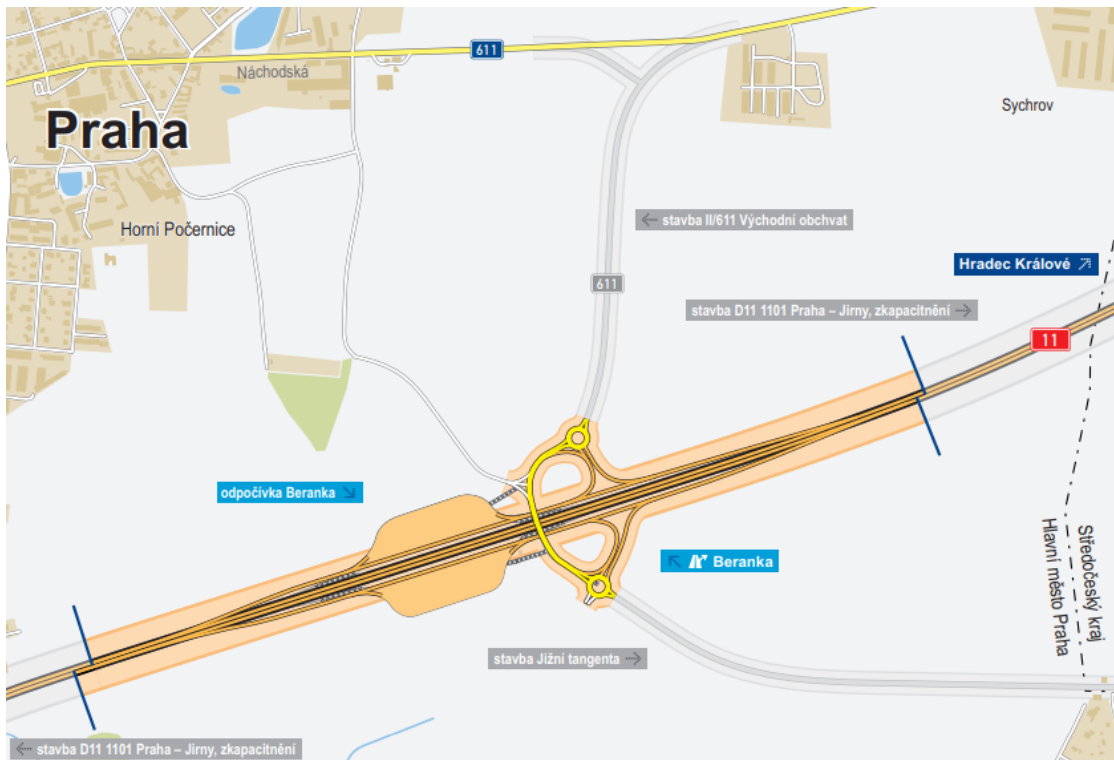 611
Náchodská
Sychrov
Praha
stavba II/611 Východní obchvat
Horní Počernice
Hradec Králové
611
stavba D11 1101 Praha – Jirny, zkapacitnění
11
odpočívka Beranka
Beranka
Středočeský kraj
Hlavní město Praha
stavba Jižní tangenta
stavba D11 1101 Praha – Jirny, zkapacitnění